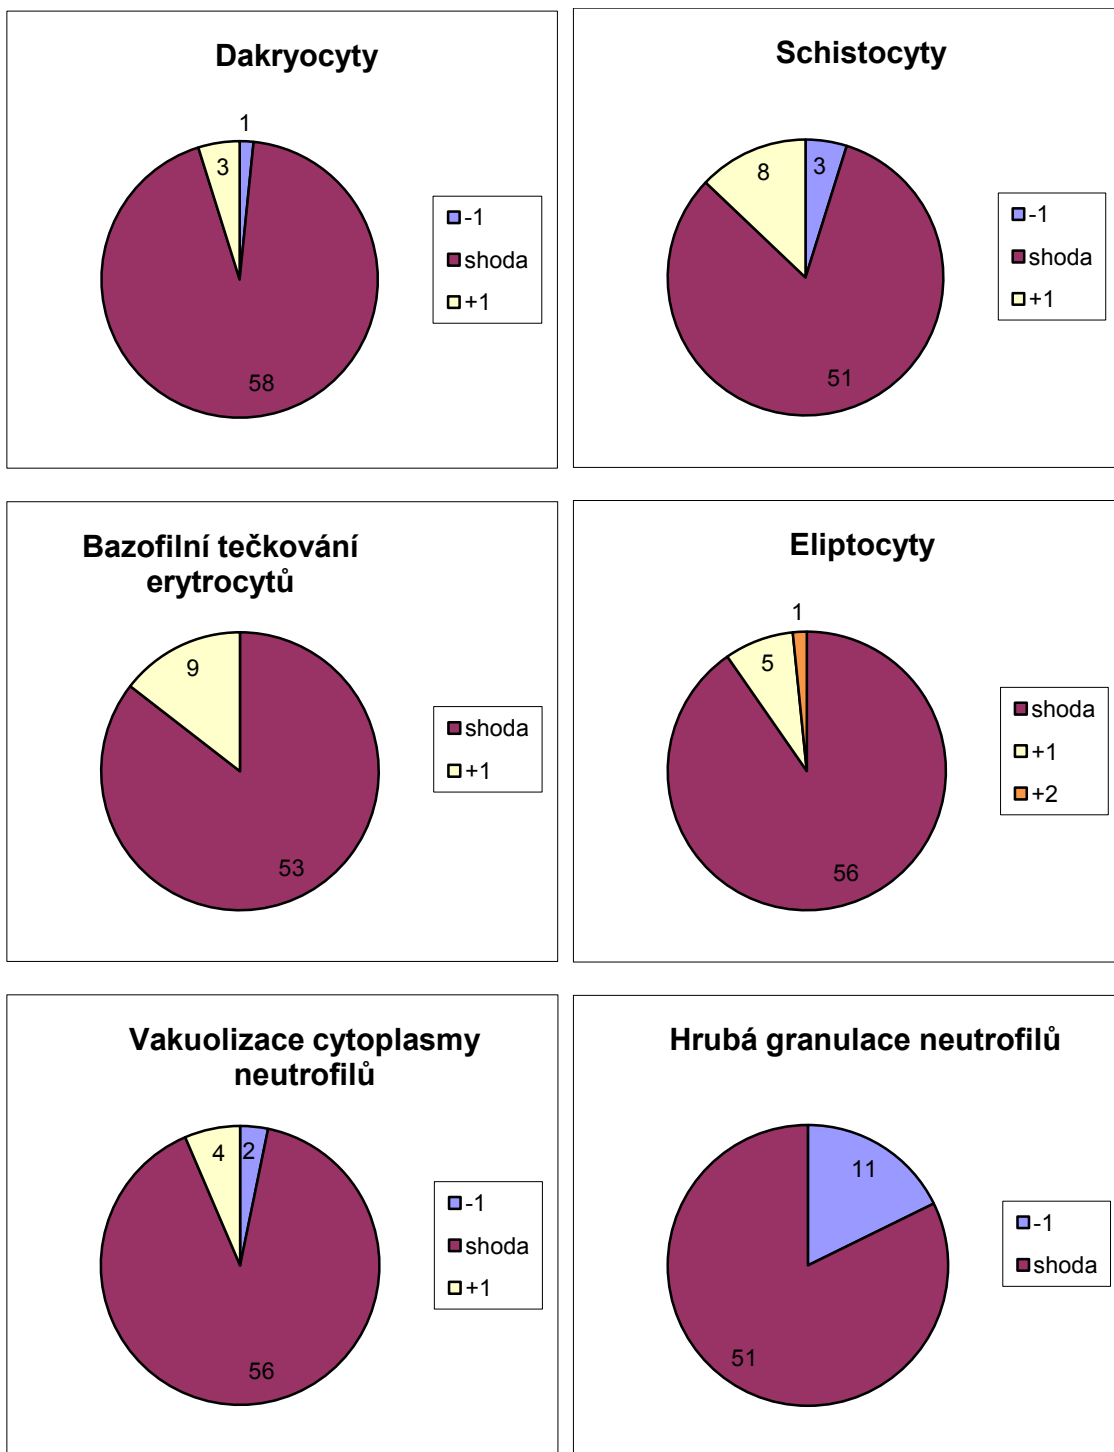 Dakryocyty
1
3
58
-1
shoda
+1
Schistocyty
8
3
51
-1
shoda
+1
Bazofilní tečkování
erytrocytů
9
53
shoda
+1
Eliptocyty
1
5
56
shoda
+1
+2
Vakuolizace cytoplasmy
neutrofilů
4
2
56
-1
shoda
+1
Hrubá granulace neutrofilů
11
51
-1
shoda